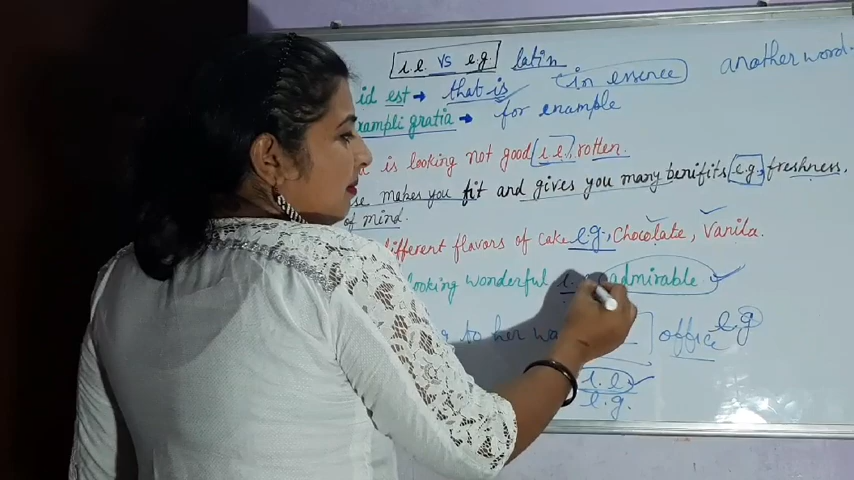 i.e. vs e.g. latin
id est → that is in essence another word.
xampli gratia → for example
is looking not good i.e, rotten.
se makes you fit and gives you many benifits e.g, freshness.
of mind.
different flavors of cake e.g, Chocolate, Vanila.
looking wonderful i. admirable
to her office e.g
i.e.
e.g.